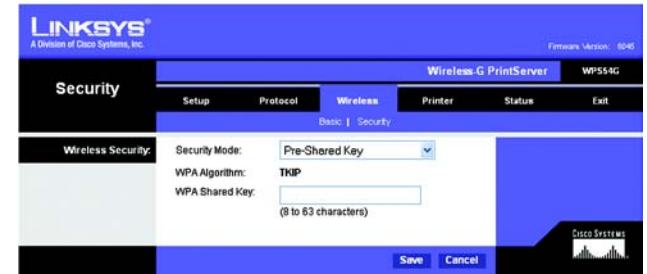 LINKSYS®
A Division of Cisco Systems, Inc.
Firmware Version: 6045
Wireless-G PrintServer WPS54G
Security
Setup Protocol Wireless Printer Status Exit
Basic | Security
Wireless Security:
Security Mode: Pre-Shared Key
WPA Algorithm: TKIP
WPA Shared Key:
(8 to 63 characters)
CISCO SYSTEMS
Save Cancel